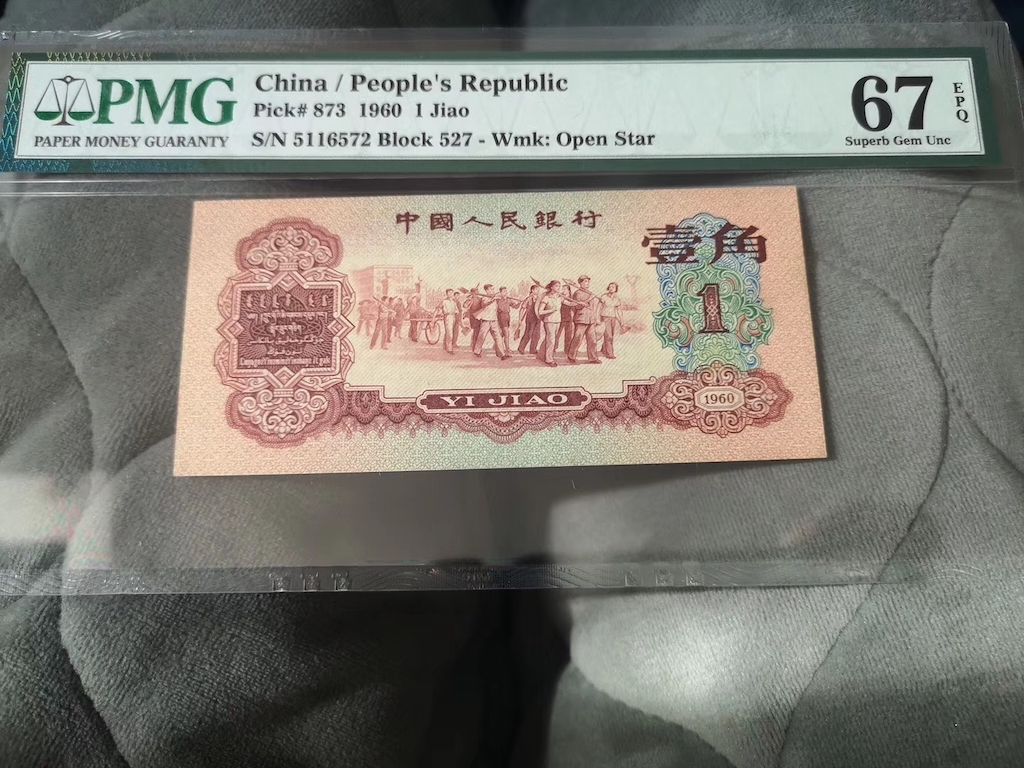 PMG
PAPER MONEY GUARANTY
China / People's Republic
Pick# 873 1960 1 Jiao
S/N 5116572 Block 527 - Wmk: Open Star
67
EPQ
Superb Gem Unc
中國人民銀行
壹角
1
YI JIAO
1960